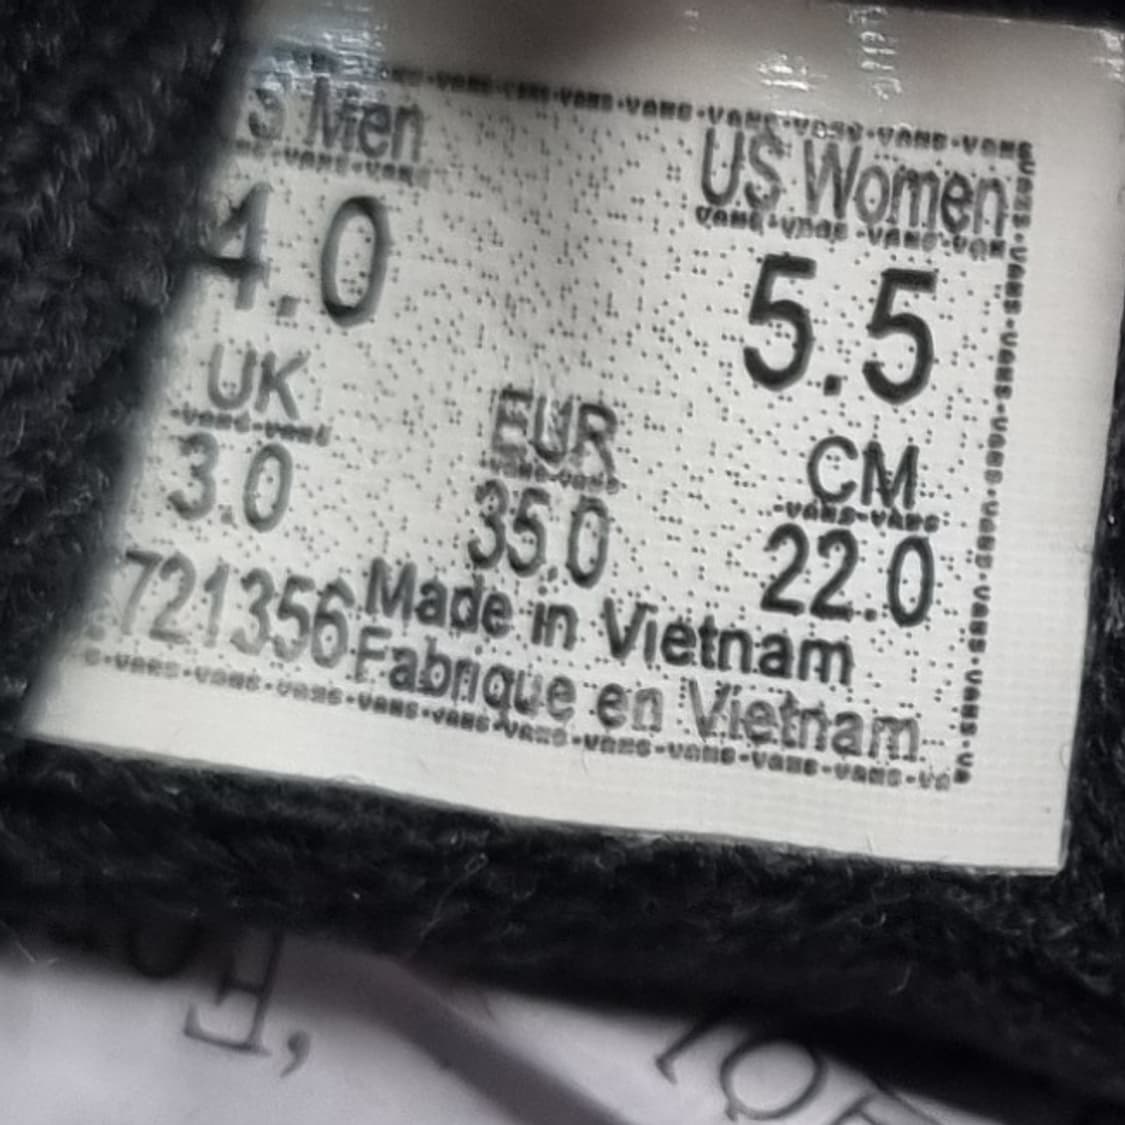 S Men US Women
4.0 5.5
UK EUR CM
3.0 35.0 22.0
721356 Made in Vietnam
Fabrique en Vietnam